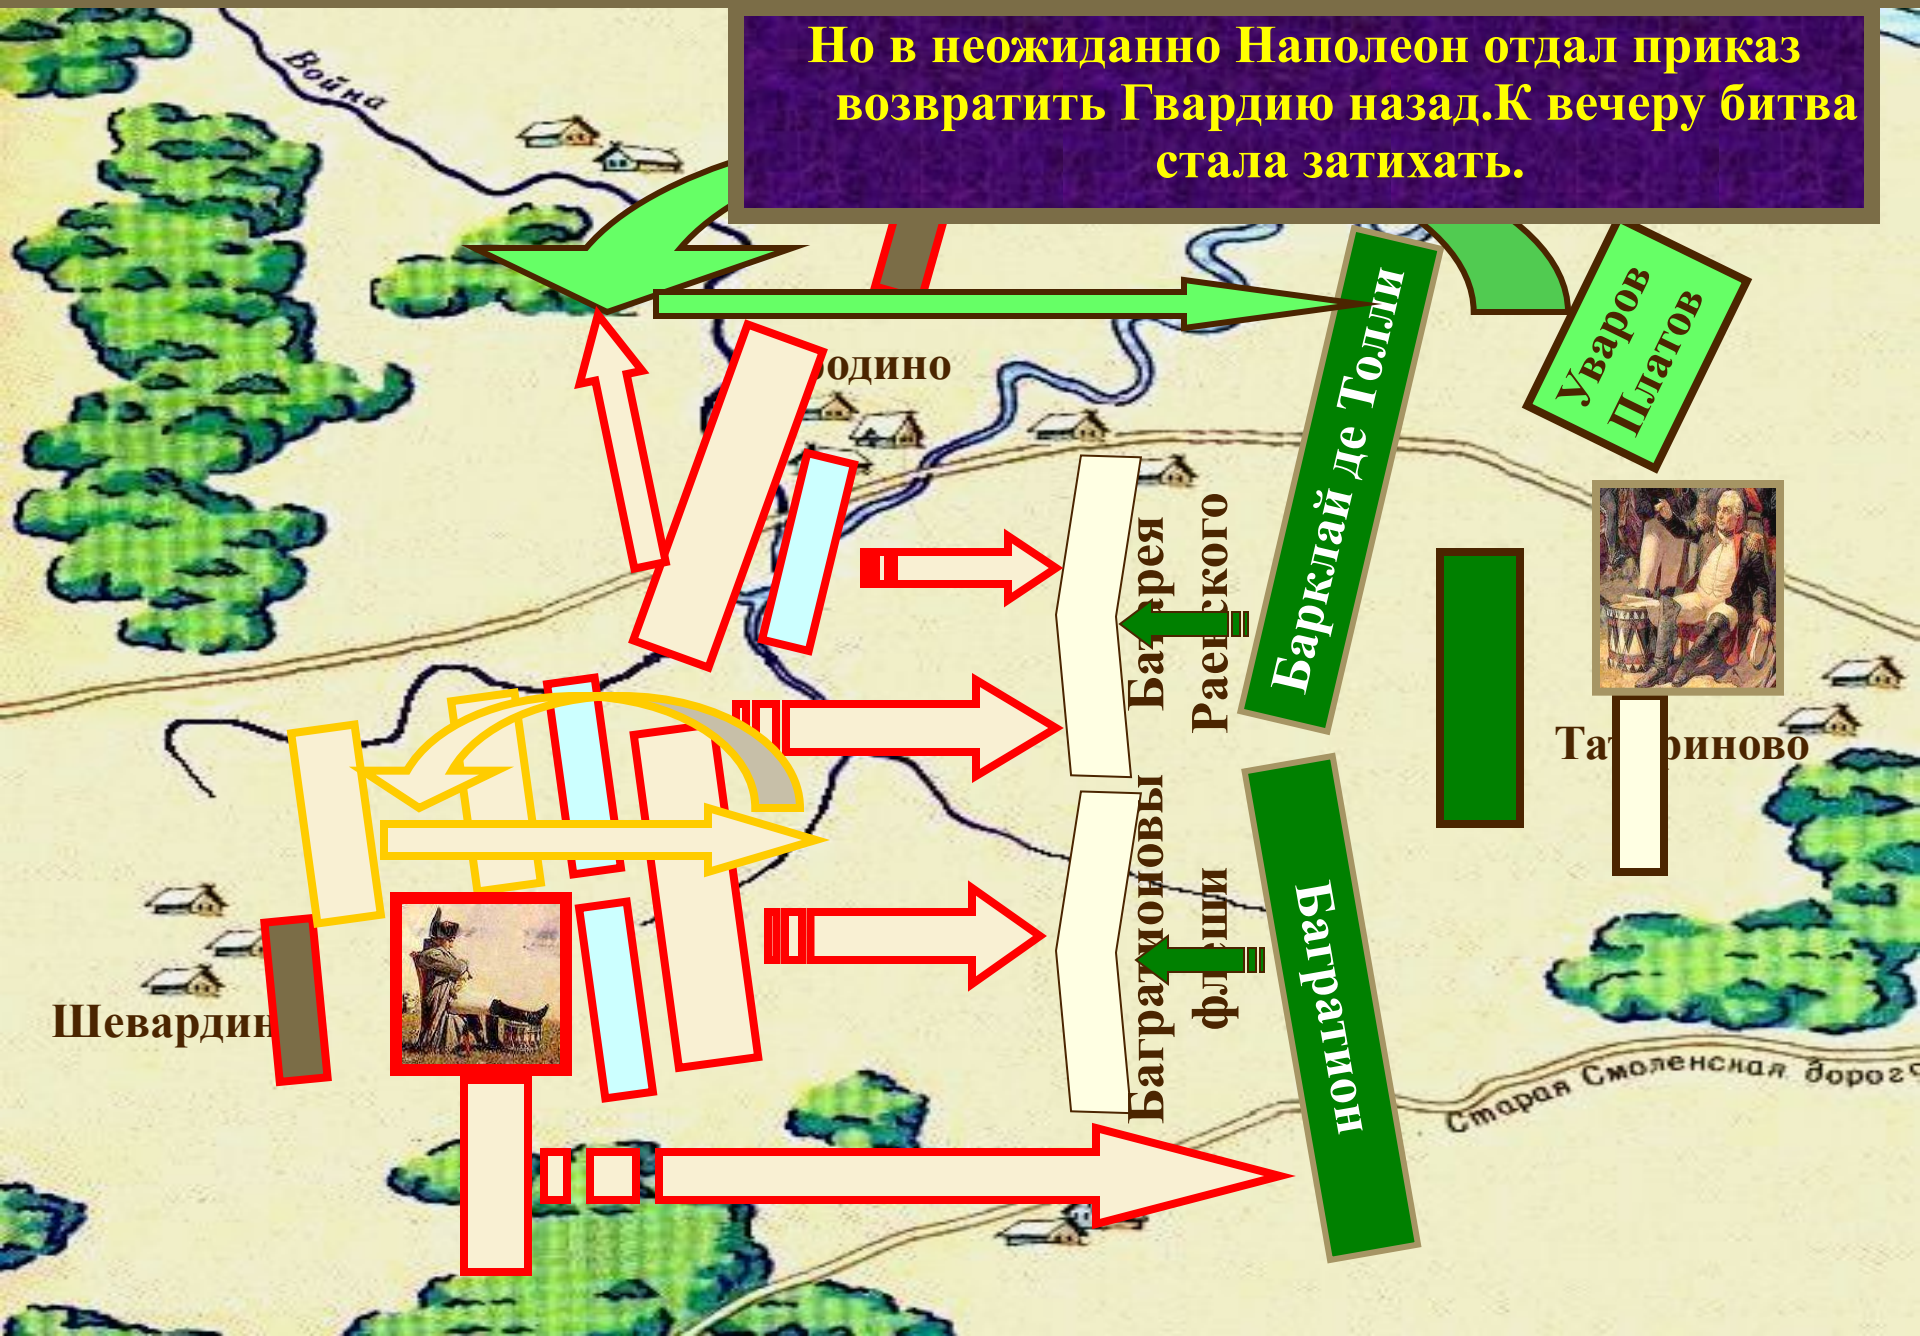 Но в неожиданно Наполеон отдал приказ
возвратить Гвардию назад.К вечеру битва
стала затихать.
Война
Уваров
Платов
одино
Барклай де Толли
Батарея
Раевского
Татариново
Багратионовы
флеши
Багратион
Шевардин
Старая Смоленская дорога